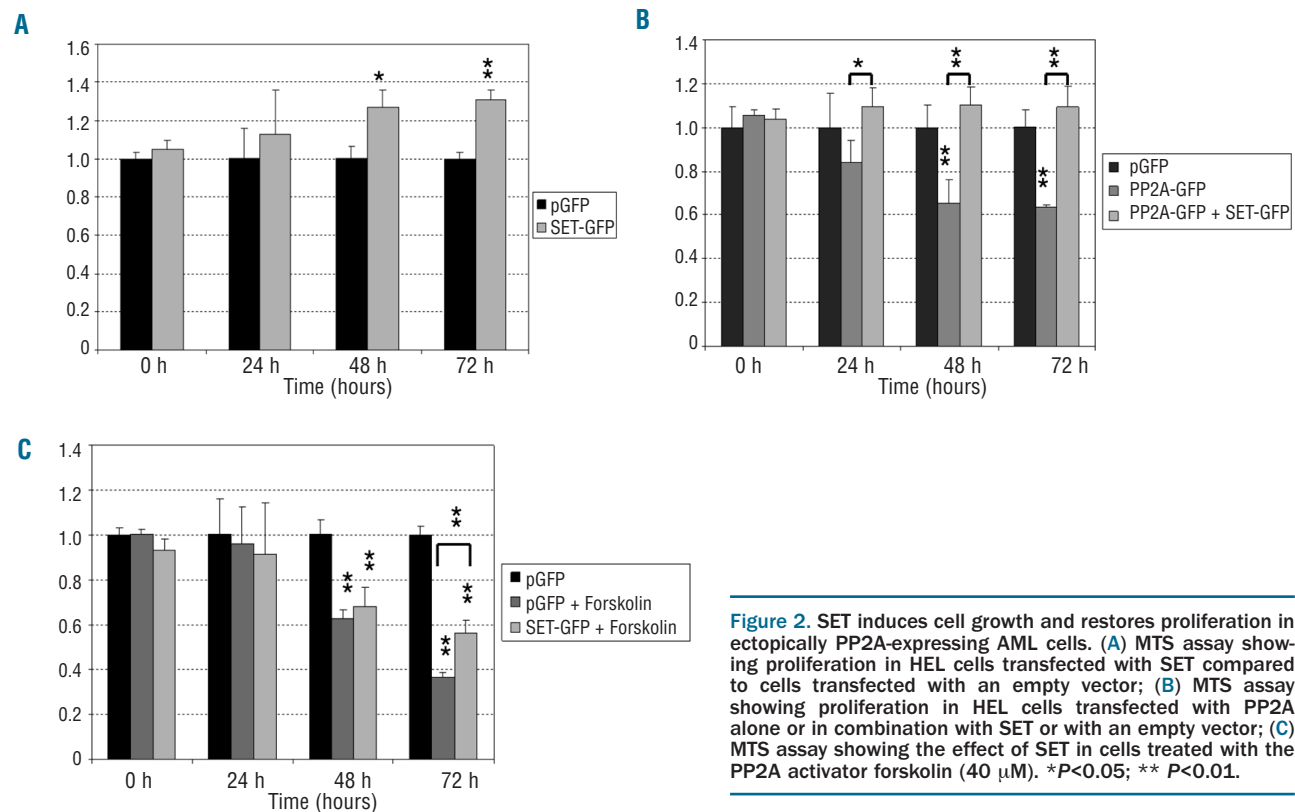 A
1.6
1.4
1.2
1.0
0.8
0.6
0.4
0.2
0
*
**
0 h 24 h 48 h 72 h
Time (hours)
pGFP
SET-GFP
B
1.4
1.2
1.0
0.8
0.6
0.4
0.2
0
*
**
**
**
**
0 h 24 h 48 h 72 h
Time (hours)
pGFP
PP2A-GFP
PP2A-GFP + SET-GFP
C
1.4
1.2
1.0
0.8
0.6
0.4
0.2
0
**
**
**
**
**
0 h 24 h 48 h 72 h
Time (hours)
pGFP
pGFP + Forskolin
SET-GFP + Forskolin
Figure 2. SET induces cell growth and restores proliferation in
ectopically PP2A-expressing AML cells. (A) MTS assay show-
ing proliferation in HEL cells transfected with SET compared
to cells transfected with an empty vector; (B) MTS assay
showing proliferation in HEL cells transfected with PP2A
alone or in combination with SET or with an empty vector; (C)
MTS assay showing the effect of SET in cells treated with the
PP2A activator forskolin (40 μM). *P<0.05; ** P<0.01.